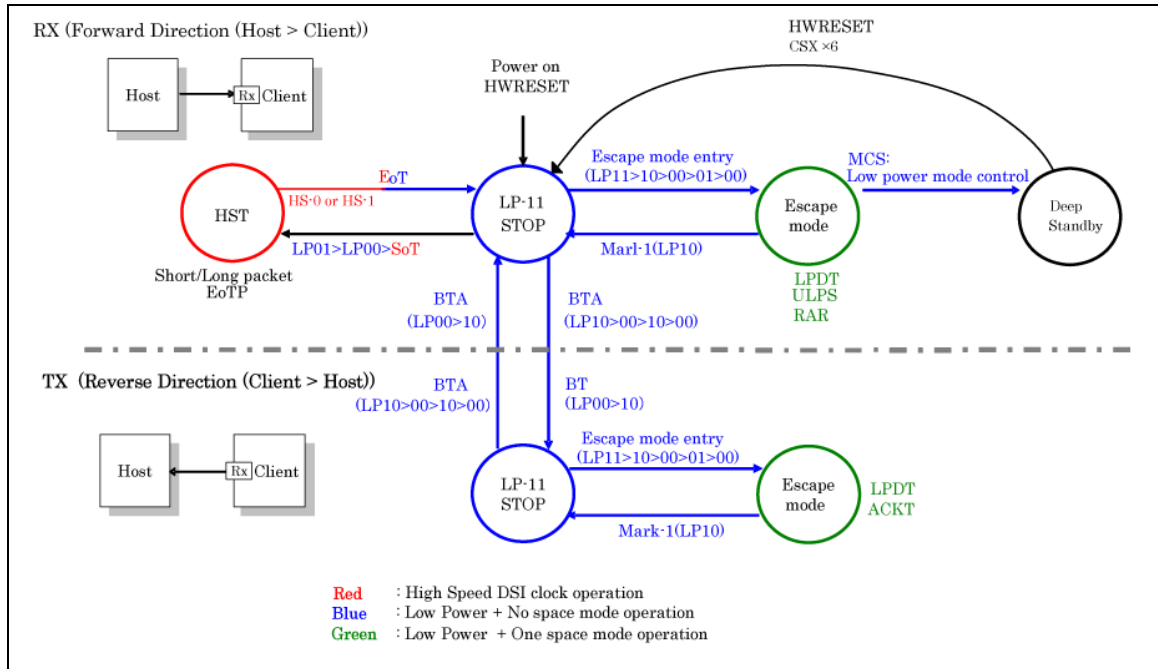 RX (Forward Direction (Host > Client))
HWRESET
CSX ×6
Power on
HWRESET
Host
Rx
Client
Escape mode entry
(LP11>10>00>01>00)
MCS:
Low power mode control
EoT
HS-0 or HS-1
HST
LP-11
STOP
Escape
mode
Deep
Standby
LP01>LP00>SoT
Marl-1(LP10)
Short/Long packet
EoTP
LPDT
ULPS
RAR
BTA
(LP00>10)
BTA
(LP10>00>10>00)
TX (Reverse Direction (Client > Host))
BTA
(LP10>00>10>00)
BT
(LP00>10)
Host
Rx
Client
Escape mode entry
(LP11>10>00>01>00)
LP-11
STOP
Escape
mode
LPDT
ACKT
Mark-1(LP10)
Red : High Speed DSI clock operation
Blue : Low Power + No space mode operation
Green : Low Power + One space mode operation